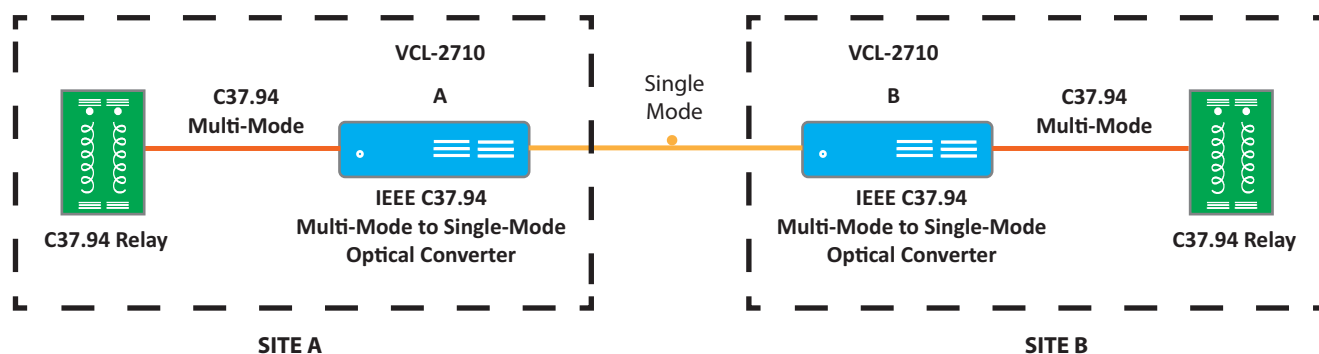 VCL-2710
A
C37.94
Multi-Mode
IEEE C37.94
Multi-Mode to Single-Mode
Optical Converter
C37.94 Relay
SITE A
Single
Mode
VCL-2710
B
C37.94
Multi-Mode
IEEE C37.94
Multi-Mode to Single-Mode
Optical Converter
C37.94 Relay
SITE B